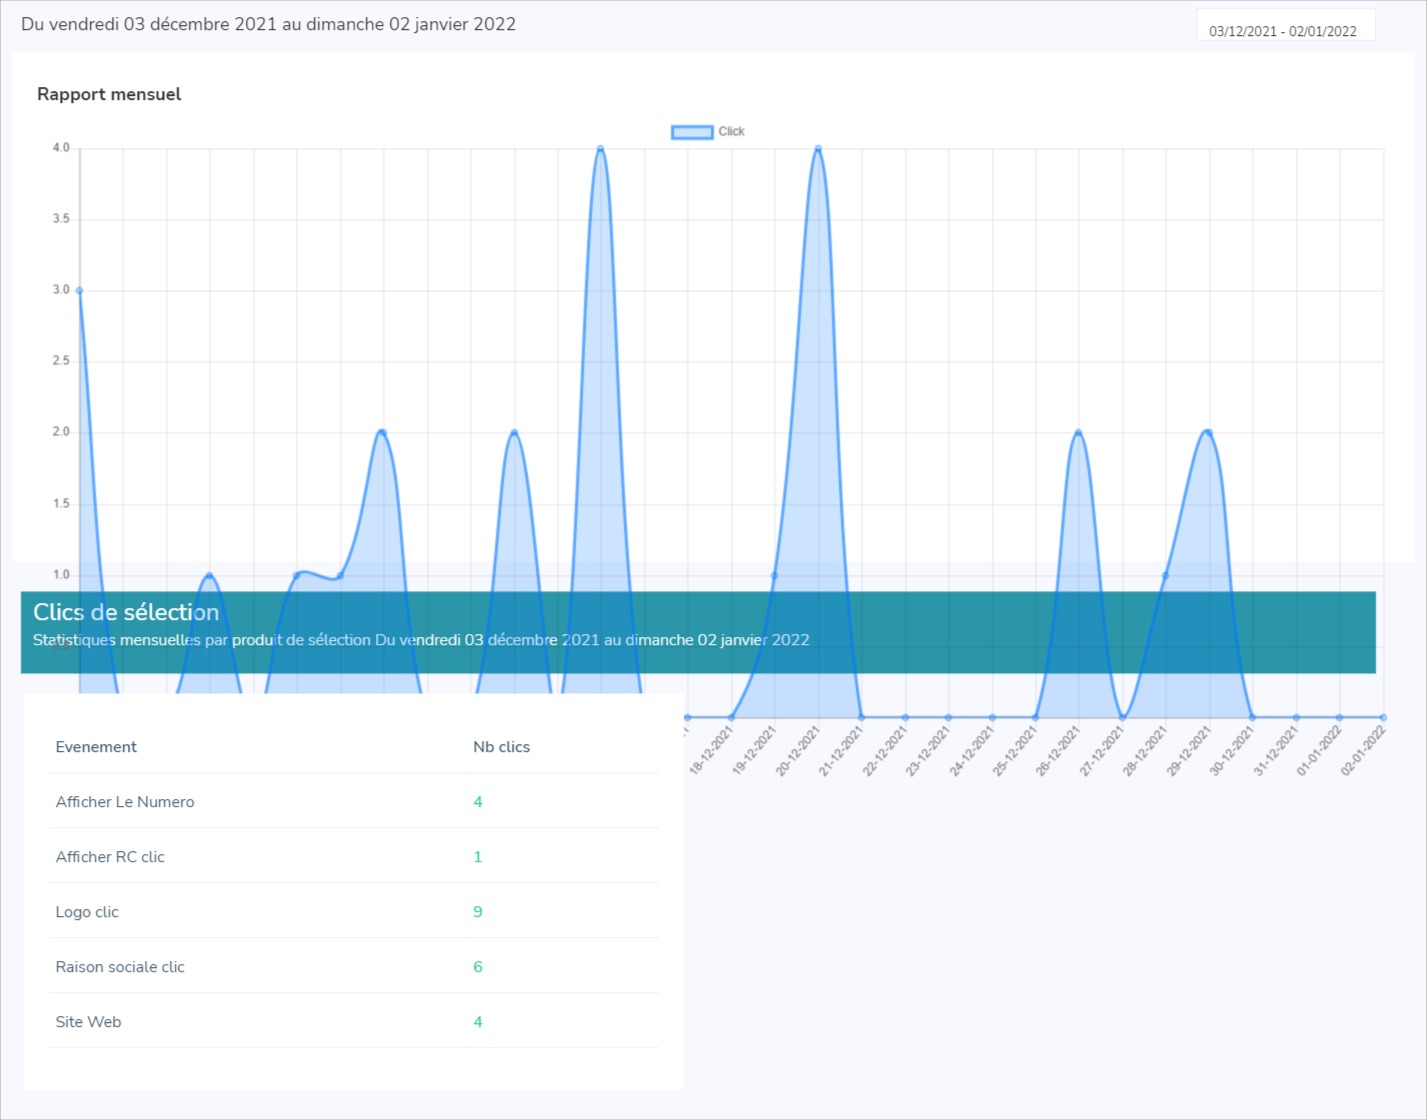 Du vendredi 03 décembre 2021 au dimanche 02 janvier 2022
03/12/2021 - 02/01/2022
Rapport mensuel
Click
4.0
3.5
3.0
2.5
2.0
1.5
1.0
Clics de sélection
Statistiques mensuelles par produit de sélection Du vendredi 03 décembre 2021 au dimanche 02 janvier 2022
18-12-2021
19-12-2021
20-12-2021
21-12-2021
22-12-2021
23-12-2021
24-12-2021
25-12-2021
26-12-2021
27-12-2021
28-12-2021
29-12-2021
30-12-2021
31-12-2021
01-01-2022
02-01-2022
Evenement Nb clics
Afficher Le Numero 4
Afficher RC clic 1
Logo clic 9
Raison sociale clic 6
Site Web 4